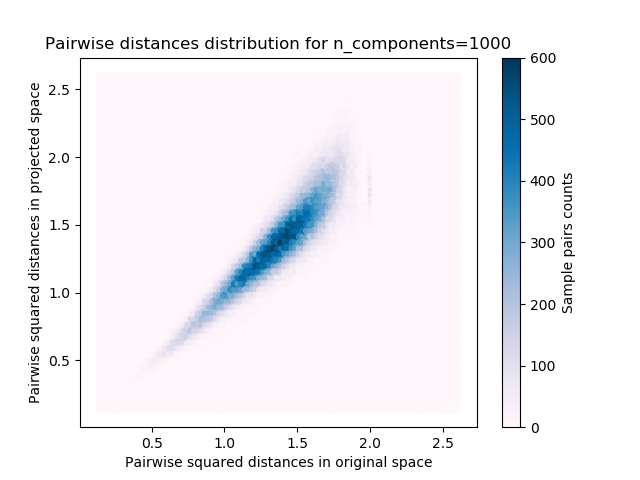 Pairwise distances distribution for n_components=1000
Pairwise squared distances in projected space
2.5
2.0
1.5
1.0
0.5
0.5 1.0 1.5 2.0 2.5
Pairwise squared distances in original space
600
500
400
300
200
100
0
Sample pairs counts